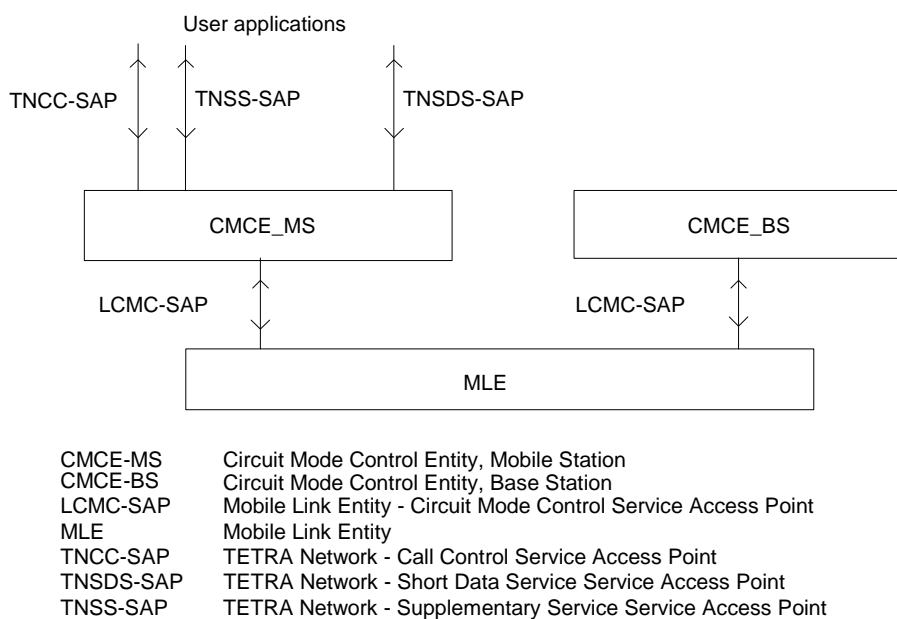 User applications
TNCC-SAP TNSS-SAP TNSDS-SAP
CMCE_MS CMCE_BS
LCMC-SAP LCMC-SAP
MLE
CMCE-MS Circuit Mode Control Entity, Mobile Station
CMCE-BS Circuit Mode Control Entity, Base Station
LCMC-SAP Mobile Link Entity - Circuit Mode Control Service Access Point
MLE Mobile Link Entity
TNCC-SAP TETRA Network - Call Control Service Access Point
TNSDS-SAP TETRA Network - Short Data Service Service Access Point
TNSS-SAP TETRA Network - Supplementary Service Service Access Point